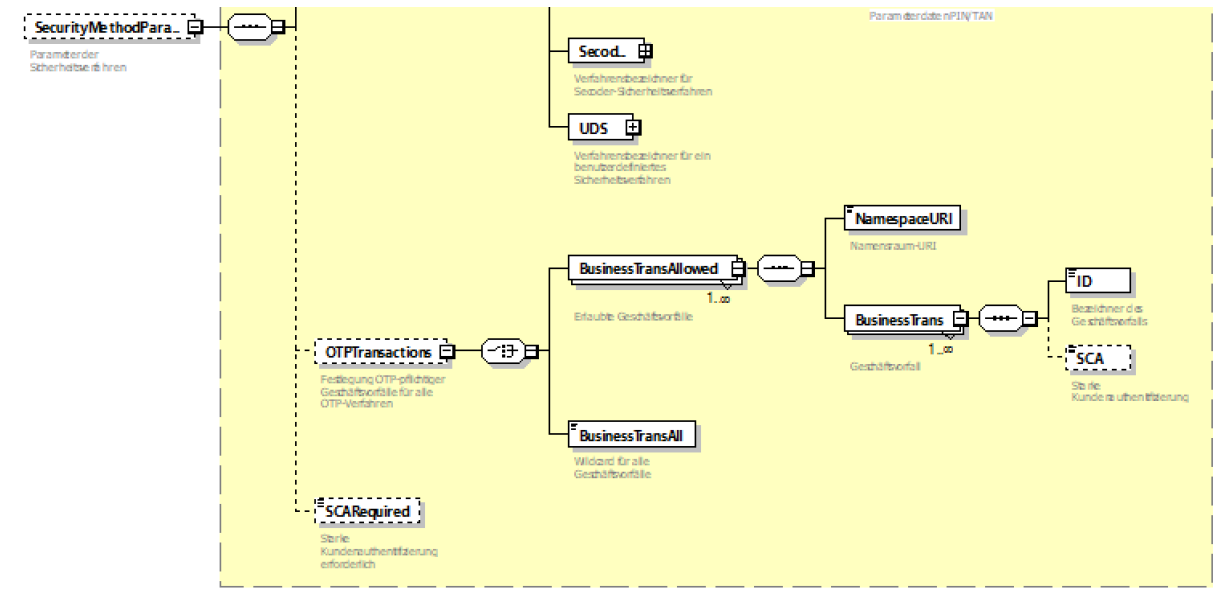 ParameterdatenPIN/TAN
SecurityMethodPara...
Parameter der
Sicherheitsverfahren
Secod...
Verfahrensbezeichner für
Secoder-Sicherheitsverfahren
UDS
Verfahrensbezeichner für ein
benutzerdefiniertes
Sicherheitsverfahren
NamespaceURI
Namensraum-URI
BusinessTransAllowed
1..∞
Erlaubte Geschäftsvorfälle
ID
Bezeichner des
Geschäftsvorfalls
BusinessTrans
1..∞
Geschäftsvorfall
SCA
Starke
Kundenauthentifizierung
OTPTransactions
Festlegung OTP-pflichtiger
Geschäftsvorfälle für alle
OTP-Verfahren
BusinessTransAll
Wildcard für alle
Geschäftsvorfälle
SCARequired
Starke
Kundenauthentifizierung
erforderlich